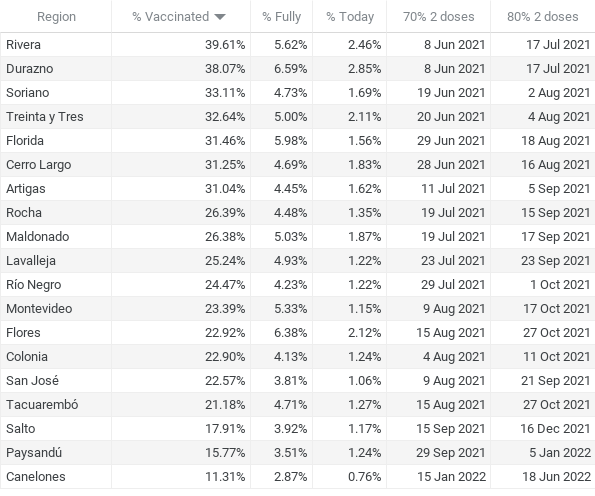 Region % Vaccinated % Fully % Today 70% 2 doses 80% 2 doses
Rivera 39.61% 5.62% 2.46% 8 Jun 2021 17 Jul 2021
Durazno 38.07% 6.59% 2.85% 8 Jun 2021 17 Jul 2021
Soriano 33.11% 4.73% 1.69% 19 Jun 2021 2 Aug 2021
Treinta y Tres 32.64% 5.00% 2.11% 20 Jun 2021 4 Aug 2021
Florida 31.46% 5.98% 1.56% 29 Jun 2021 18 Aug 2021
Cerro Largo 31.25% 4.69% 1.83% 28 Jun 2021 16 Aug 2021
Artigas 31.04% 4.45% 1.62% 11 Jul 2021 5 Sep 2021
Rocha 26.39% 4.48% 1.35% 19 Jul 2021 15 Sep 2021
Maldonado 26.38% 5.03% 1.87% 19 Jul 2021 17 Sep 2021
Lavalleja 25.24% 4.93% 1.22% 23 Jul 2021 23 Sep 2021
Río Negro 24.47% 4.23% 1.22% 29 Jul 2021 1 Oct 2021
Montevideo 23.39% 5.33% 1.15% 9 Aug 2021 17 Oct 2021
Flores 22.92% 6.38% 2.12% 15 Aug 2021 27 Oct 2021
Colonia 22.90% 4.13% 1.24% 4 Aug 2021 11 Oct 2021
San José 22.57% 3.81% 1.06% 9 Aug 2021 21 Sep 2021
Tacuarembó 21.18% 4.71% 1.27% 15 Aug 2021 27 Oct 2021
Salto 17.91% 3.92% 1.17% 15 Sep 2021 16 Dec 2021
Paysandú 15.77% 3.51% 1.24% 29 Sep 2021 5 Jan 2022
Canelones 11.31% 2.87% 0.76% 15 Jan 2022 18 Jun 2022